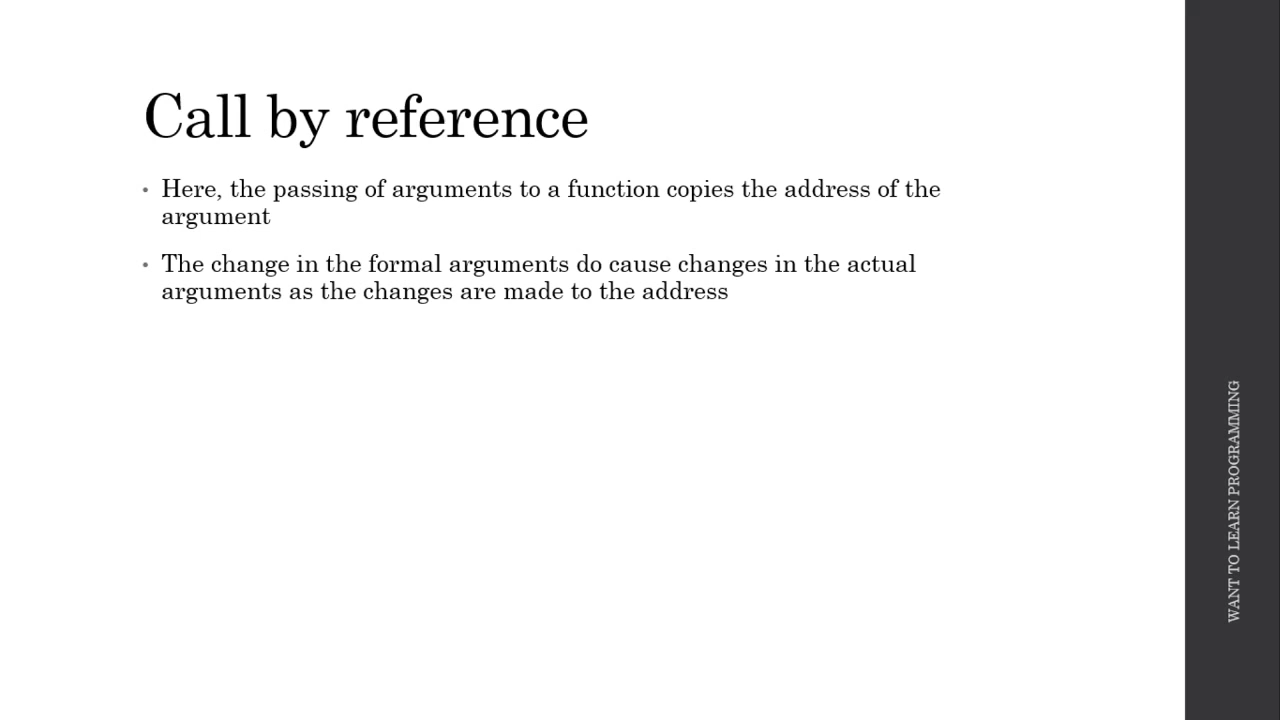 Call by reference
• Here, the passing of arguments to a function copies the address of the
argument
• The change in the formal arguments do cause changes in the actual
arguments as the changes are made to the address
WANT TO LEARN PROGRAMMING